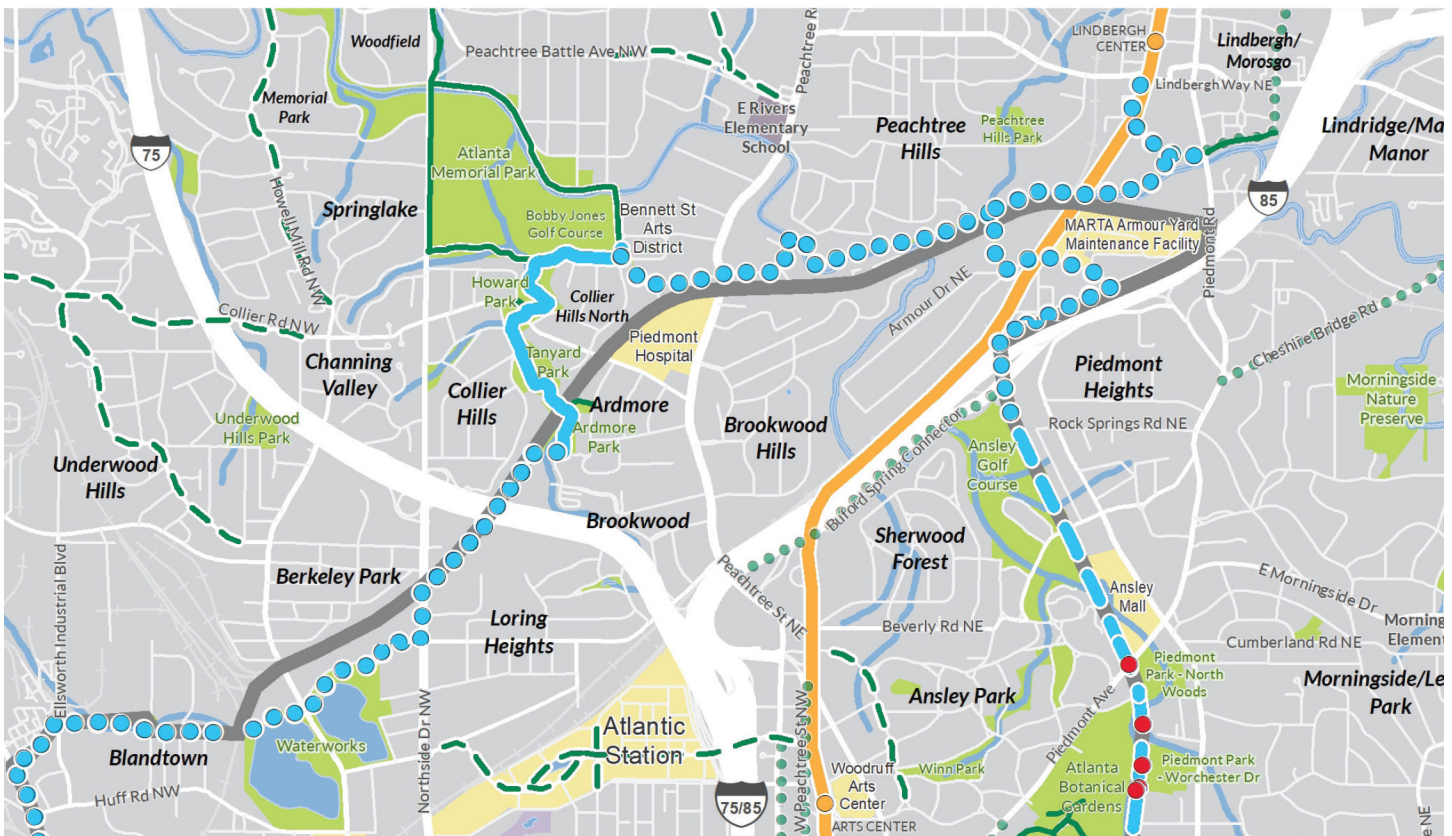 Woodfield
Peachtree Battle Ave NW
LINDBERGH
CENTER
Lindbergh/
Morosgo
Lindbergh Way NE
Memorial
Park
E Rivers
Elementary
School
Peachtree
Hills
Peachtree
Hills Park
Lindridge/Ma
Manor
75
Atlanta
Memorial Park
Howell Mill Rd NW
Springlake
Bobby Jones
Golf Course
Bennett St
Arts
District
85
MARTA Armour Yard
Maintenance Facility
Piedmont Rd
Howard
Park
Collier
Hills North
Armour Dr NE
Collier Rd NW
Cheshire Bridge Rd
Piedmont
Hospital
Channing
Valley
Tanyard
Park
Collier
Hills
Piedmont
Heights
Morningside
Nature
Preserve
Ardmore
Ardmore
Park
Underwood
Hills Park
Brookwood
Hills
Buford Spring Connector
Rock Springs Rd NE
Ansley
Golf
Course
Underwood
Hills
Brookwood
Sherwood
Forest
Ellsworth Industrial Blvd
Berkeley Park
Peachtree St NE
Ansley
Mall
E Morningside Dr
Loring
Heights
Beverly Rd NE
Morning
Element
Cumberland Rd NE
Piedmont
Park - North
Woods
Ansley Park
Morningside/Le
Park
Northside Dr NW
Atlantic
Station
W Peachtree St NW
Piedmont Ave
Waterworks
Blandtown
Winn Park
Woodruff
Arts
Center
Atlanta
Botanical
Gardens
Piedmont Park
- Worchester Dr
Huff Rd NW
75/85
ARTS CENTER